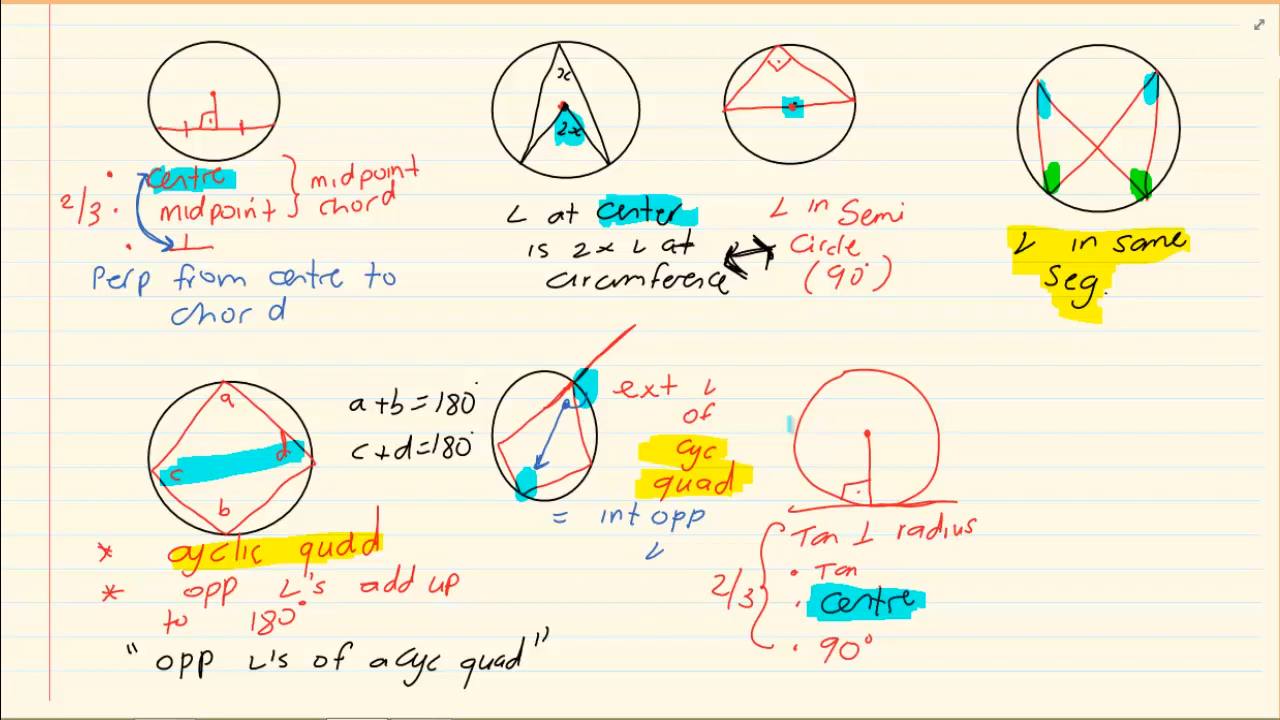 • centre
2/3 • midpoint } midpoint chord
• ⊥
Perp from centre to
chord
x
2x
∠ at center
is 2x ∠ at
circumference
∠ in Semi
Circle
(90°)
∠ in same
seg.
a
d
c
b
a+b=180°
c+d=180°
* cyclic quad
* opp ∠'s add up
to 180°
"opp ∠'s of a cyc quad"
ext ∠
of
cyc
quad
= int opp
∠
Tan ⊥ radius
• Tan
2/3 • centre
• 90°